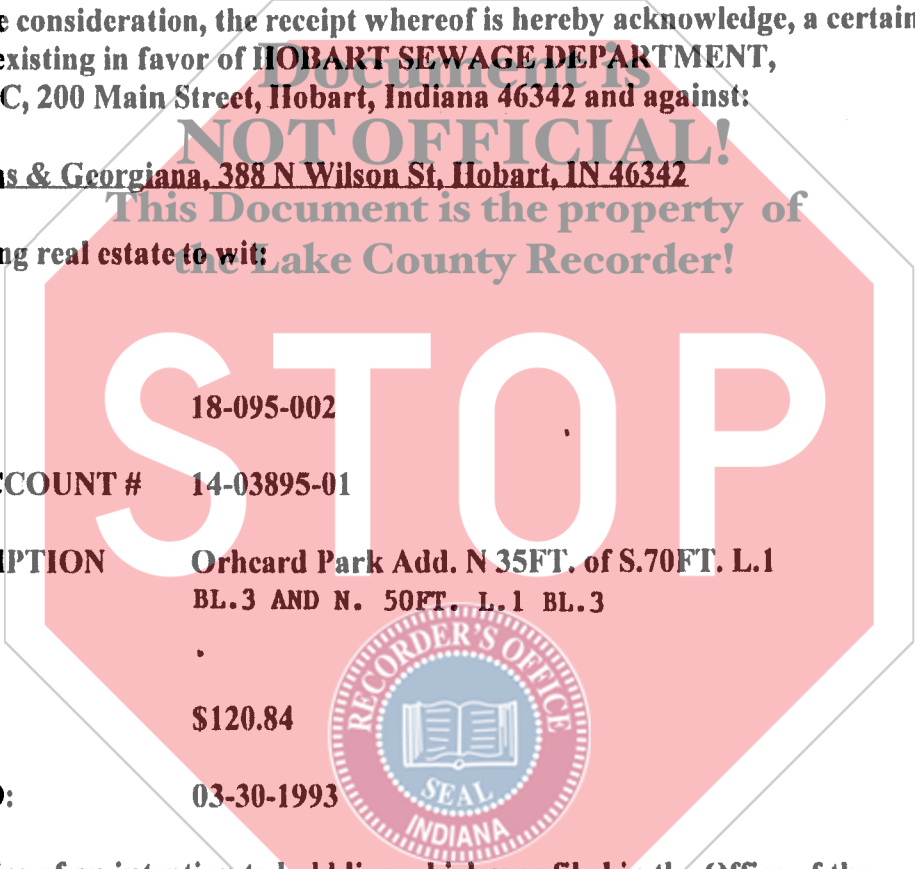 e consideration, the receipt whereof is hereby acknowledge, a certain
existing in favor of HOBART SEWAGE DEPARTMENT,
Document is
C, 200 Main Street, Hobart, Indiana 46342 and against:
NOT OFFICIAL!
s & Georgiana, 388 N Wilson St, Hobart, IN 46342
This Document is the property of
ng real estate to wit:
the Lake County Recorder!
STOP
18-095-002
CCOUNT # 14-03895-01
IPTION Orhcard Park Add. N 35FT. of S.70FT. L.1
BL.3 AND N. 50FT. L.1 BL.3
RECORDER'S OFFICE
$120.84
SEAL
INDIANA
03-30-1993